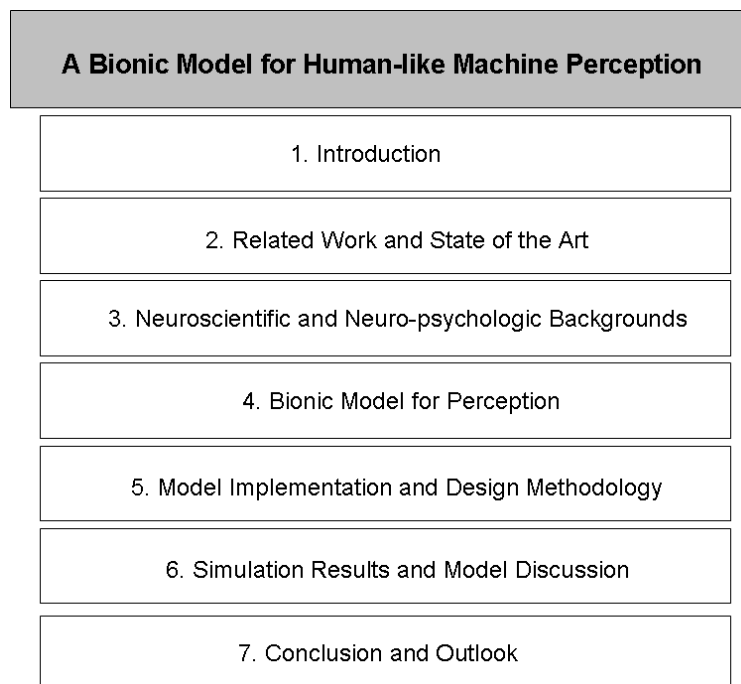 A Bionic Model for Human-like Machine Perception
1. Introduction
2. Related Work and State of the Art
3. Neuroscientific and Neuro-psychologic Backgrounds
4. Bionic Model for Perception
5. Model Implementation and Design Methodology
6. Simulation Results and Model Discussion
7. Conclusion and Outlook